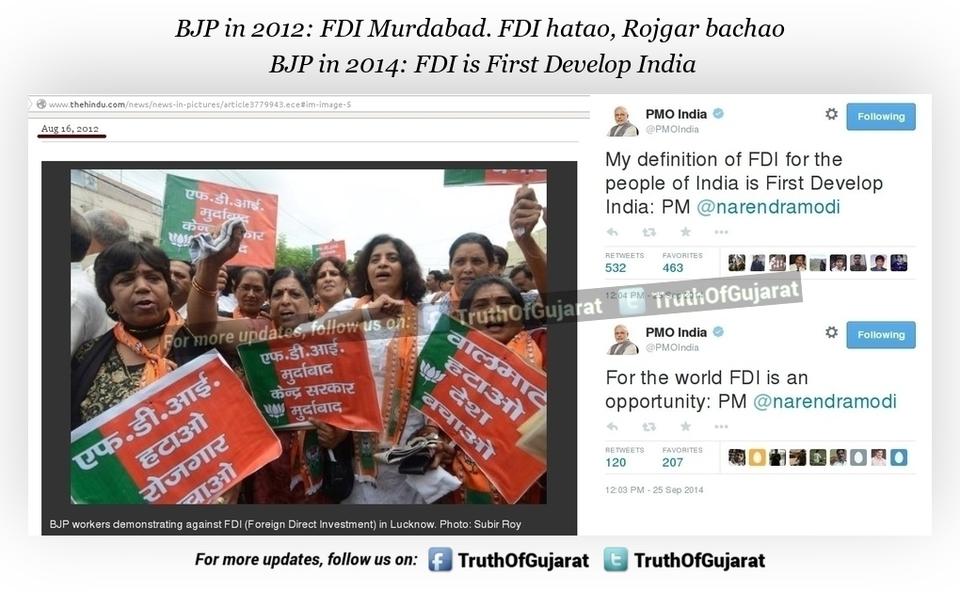 BJP in 2012: FDI Murdabad. FDI hatao, Rojgar bachao
BJP in 2014: FDI is First Develop India
www.thehindu.com/news/news-in-pictures/article3779943.ece#im-image-5
Aug 16, 2012
एफ.डी.आई.
मुर्दाबाद
केन्द्र सरकार
एफ.डी.आई.
मुर्दाबाद
केन्द्र सरकार
मुर्दाबाद
वालमार्ट
हटाओ
देश
बचाओ
एफ.डी.आई.
हटाओ
रोजगार
बचाओ
BJP workers demonstrating against FDI (Foreign Direct Investment) in Lucknow. Photo: Subir Roy
PMO India
@PMOIndia
Following
My definition of FDI for the
people of India is First Develop
India: PM @narendramodi
RETWEETS FAVORITES
532 463
12:04 PM - 25 Sep 2014
For more updates, follow us on: TruthOfGujarat TruthOfGujarat
PMO India
@PMOIndia
Following
For the world FDI is an
opportunity: PM @narendramodi
RETWEETS FAVORITES
120 207
12:03 PM - 25 Sep 2014
For more updates, follow us on: TruthOfGujarat TruthOfGujarat